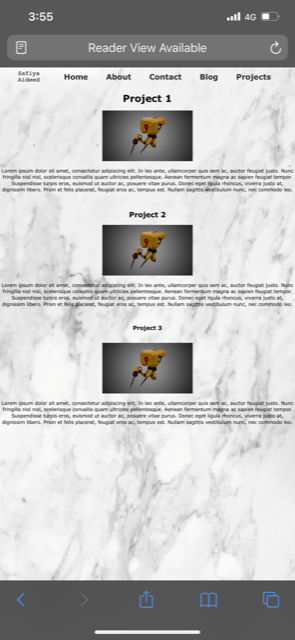 3:55
4G
Reader View Available
Safiya
Aideed
Home About Contact Blog Projects
Project 1
Lorem ipsum dolor sit amet, consectetur adipiscing elit. In leo ante, ullamcorper quis sem ac, auctor feugiat justo. Nunc
fringilla nisl nisl, scelerisque convallis quam ultricies pellentesque. Aenean fermentum magna ac sapien feugiat tempor.
Suspendisse turpis eros, euismod ut auctor ac, posuere vitae purus. Donec eget ligula rhoncus, viverra justo at,
dignissim libero. Proin et felis placerat, feugiat eros ac, tempus est. Nullam sagittis vestibulum nunc, nec commodo leo.
Project 2
Lorem ipsum dolor sit amet, consectetur adipiscing elit. In leo ante, ullamcorper quis sem ac, auctor feugiat justo. Nunc
fringilla nisl nisl, scelerisque convallis quam ultricies pellentesque. Aenean fermentum magna ac sapien feugiat tempor.
Suspendisse turpis eros, euismod ut auctor ac, posuere vitae purus. Donec eget ligula rhoncus, viverra justo at,
dignissim libero. Proin et felis placerat, feugiat eros ac, tempus est. Nullam sagittis vestibulum nunc, nec commodo leo.
Project 3
Lorem ipsum dolor sit amet, consectetur adipiscing elit. In leo ante, ullamcorper quis sem ac, auctor feugiat justo. Nunc
fringilla nisl nisl, scelerisque convallis quam ultricies pellentesque. Aenean fermentum magna ac sapien feugiat tempor.
Suspendisse turpis eros, euismod ut auctor ac, posuere vitae purus. Donec eget ligula rhoncus, viverra justo at,
dignissim libero. Proin et felis placerat, feugiat eros ac, tempus est. Nullam sagittis vestibulum nunc, nec commodo leo.